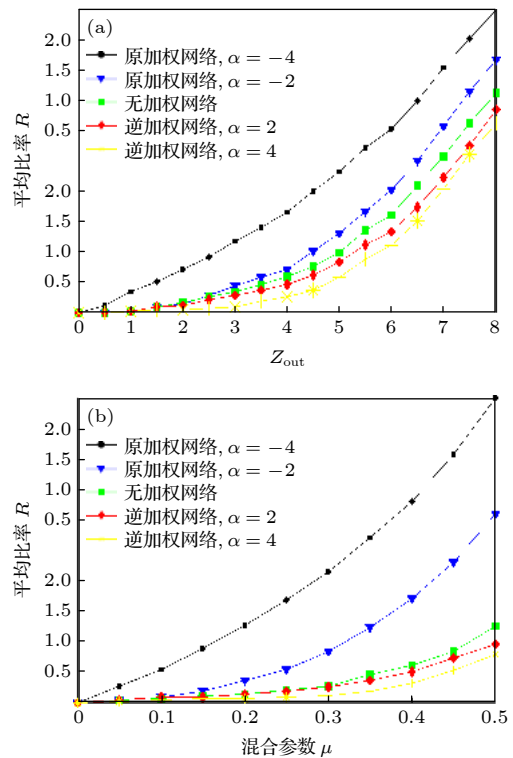 (a)
原加权网络, α = −4
原加权网络, α = −2
无加权网络
逆加权网络, α = 2
逆加权网络, α = 4
平均比率 R
2.0
1.5
1.0
0.5
2.0
1.5
1.0
0.5
0 1 2 3 4 5 6 7 8
Z_out
(b)
原加权网络, α = −4
原加权网络, α = −2
无加权网络
逆加权网络, α = 2
逆加权网络, α = 4
平均比率 R
2.0
1.5
1.0
0.5
2.0
1.0
0.5
0 0.1 0.2 0.3 0.4 0.5
混合参数 μ